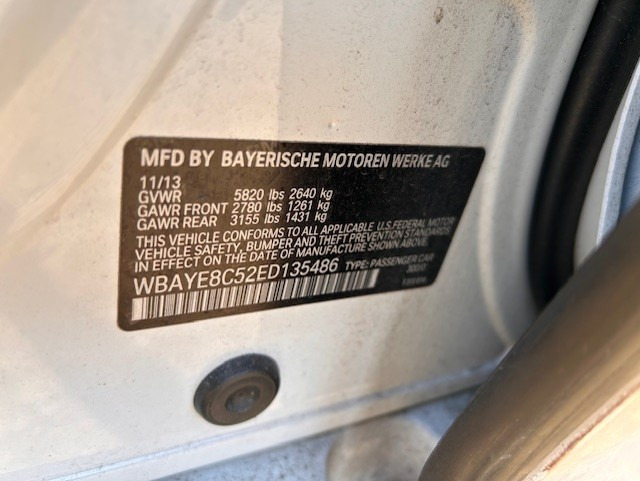 MFD BY BAYERISCHE MOTOREN WERKE AG
11/13
GVWR 5820 lbs 2640 kg
GAWR FRONT 2780 lbs 1261 kg
GAWR REAR 3155 lbs 1431 kg
THIS VEHICLE CONFORMS TO ALL APPLICABLE U.S. FEDERAL MOTOR
VEHICLE SAFETY, BUMPER AND THEFT PREVENTION STANDARDS
IN EFFECT ON THE DATE OF MANUFACTURE SHOWN ABOVE.
WBAYE8C52ED135486 TYPE: PASSENGER CAR
300/0